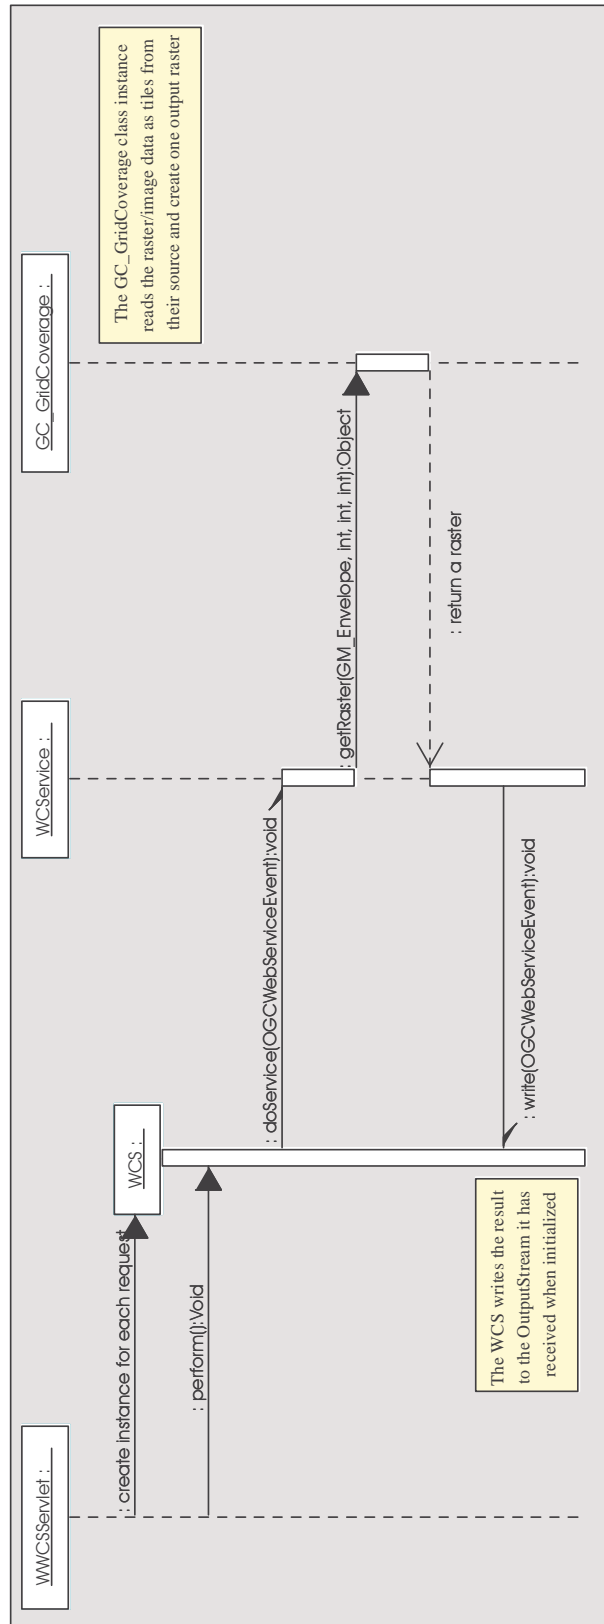 WWCSServlet :
WCS :
WCService :
GC_GridCoverage :
The GC_GridCoverage class instance
reads the raster/image data as tiles from
their source and create one output raster
: create instance for each request
: perform():Void
: doService(OGCWebServiceEvent):void
: getRaster(GM_Envelope, int, int, int):Object
: return a raster
: write(OGCWebServiceEvent):void
The WCS writes the result
to the OutputStream it has
received when initialized